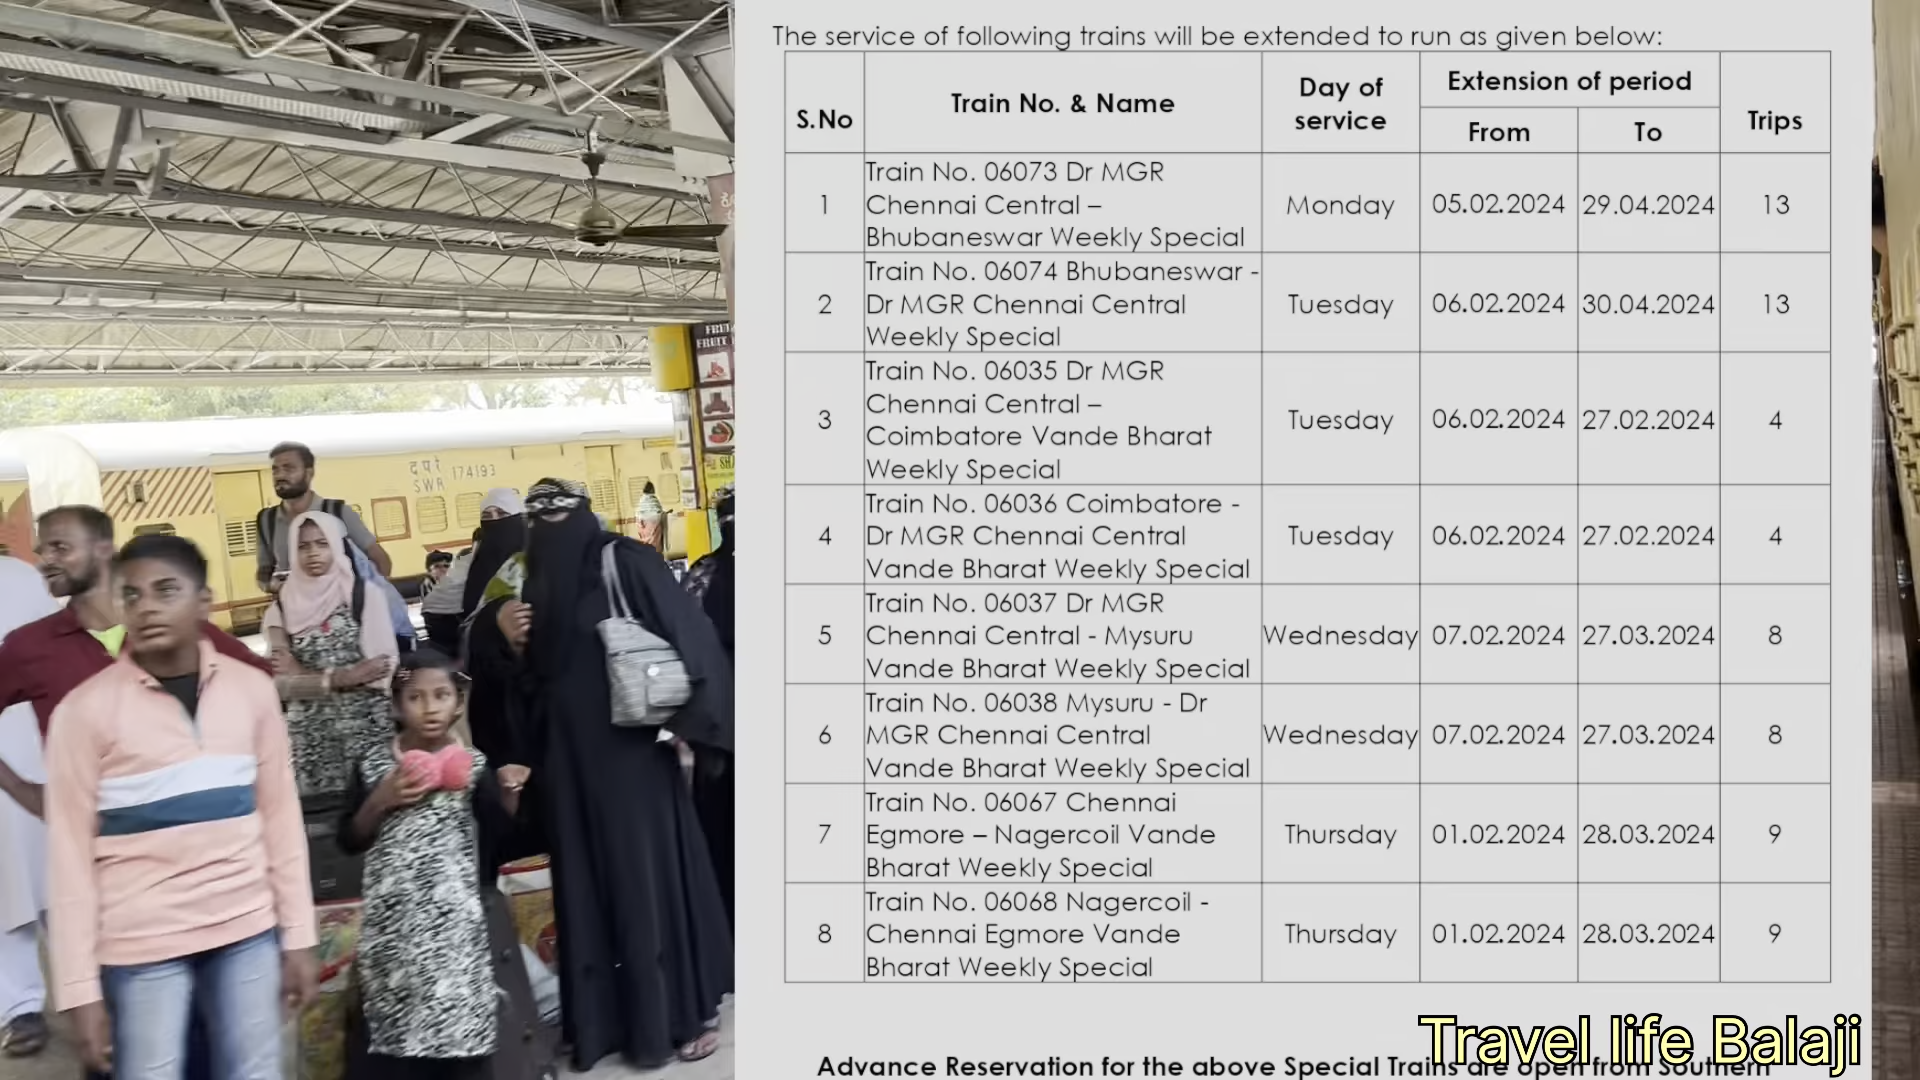 The service of following trains will be extended to run as given below:
S.No Train No. & Name Day of service Extension of period Trips
From To
1 Train No. 06073 Dr MGR Chennai Central – Bhubaneswar Weekly Special Monday 05.02.2024 29.04.2024 13
2 Train No. 06074 Bhubaneswar - Dr MGR Chennai Central Weekly Special Tuesday 06.02.2024 30.04.2024 13
3 Train No. 06035 Dr MGR Chennai Central – Coimbatore Vande Bharat Weekly Special Tuesday 06.02.2024 27.02.2024 4
4 Train No. 06036 Coimbatore - Dr MGR Chennai Central Vande Bharat Weekly Special Tuesday 06.02.2024 27.02.2024 4
5 Train No. 06037 Dr MGR Chennai Central - Mysuru Vande Bharat Weekly Special Wednesday 07.02.2024 27.03.2024 8
6 Train No. 06038 Mysuru - Dr MGR Chennai Central Vande Bharat Weekly Special Wednesday 07.02.2024 27.03.2024 8
7 Train No. 06067 Chennai Egmore – Nagercoil Vande Bharat Weekly Special Thursday 01.02.2024 28.03.2024 9
8 Train No. 06068 Nagercoil - Chennai Egmore Vande Bharat Weekly Special Thursday 01.02.2024 28.03.2024 9
Advance Reservation for the above Special Trains are open from Southern
Travel life Balaji
द प रे 174193
SWR
FRUIT